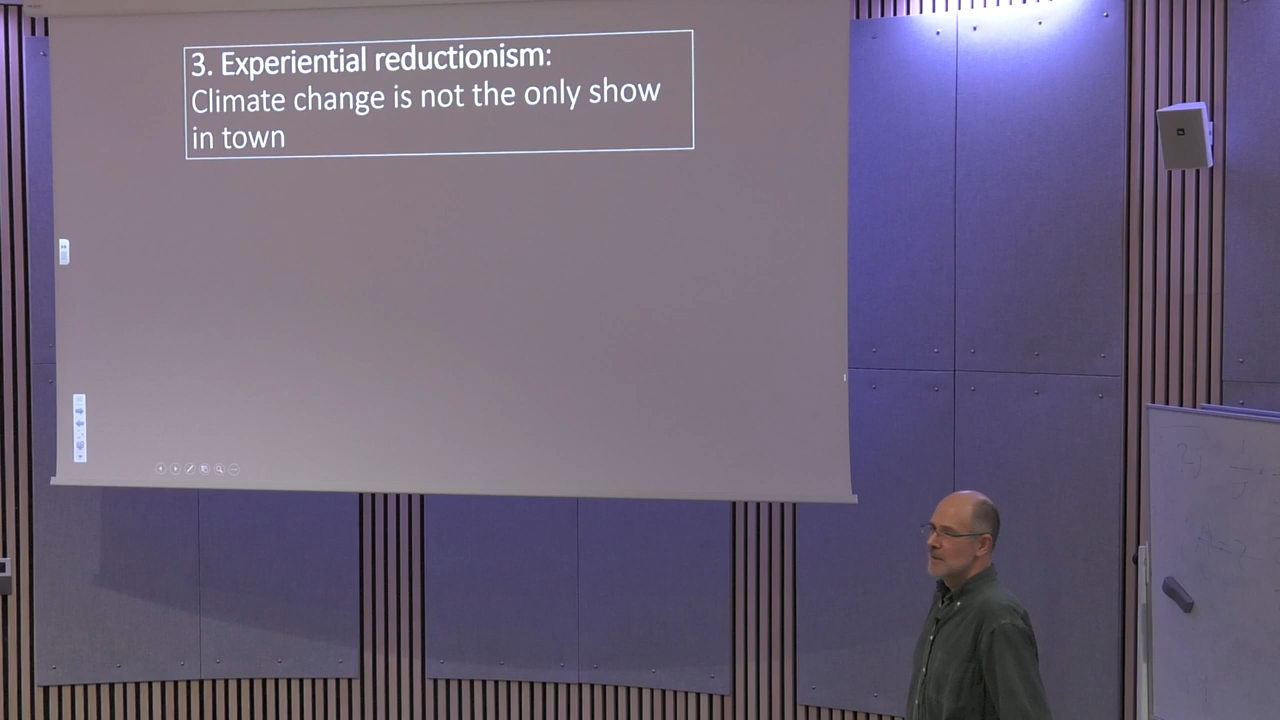 3. Experiential reductionism:
Climate change is not the only show
in town